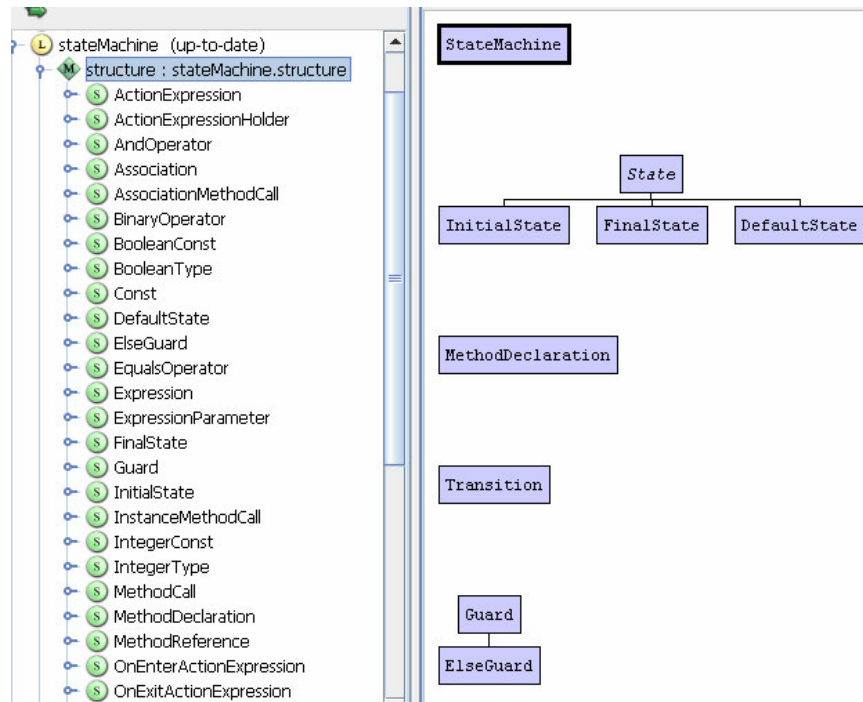 L stateMachine (up-to-date)
M structure : stateMachine.structure
S ActionExpression
S ActionExpressionHolder
S AndOperator
S Association
S AssociationMethodCall
S BinaryOperator
S BooleanConst
S BooleanType
S Const
S DefaultState
S ElseGuard
S EqualsOperator
S Expression
S ExpressionParameter
S FinalState
S Guard
S InitialState
S InstanceMethodCall
S IntegerConst
S IntegerType
S MethodCall
S MethodDeclaration
S MethodReference
S OnEnterActionExpression
S OnExitActionExpression
StateMachine
State
InitialState FinalState DefaultState
MethodDeclaration
Transition
Guard
ElseGuard